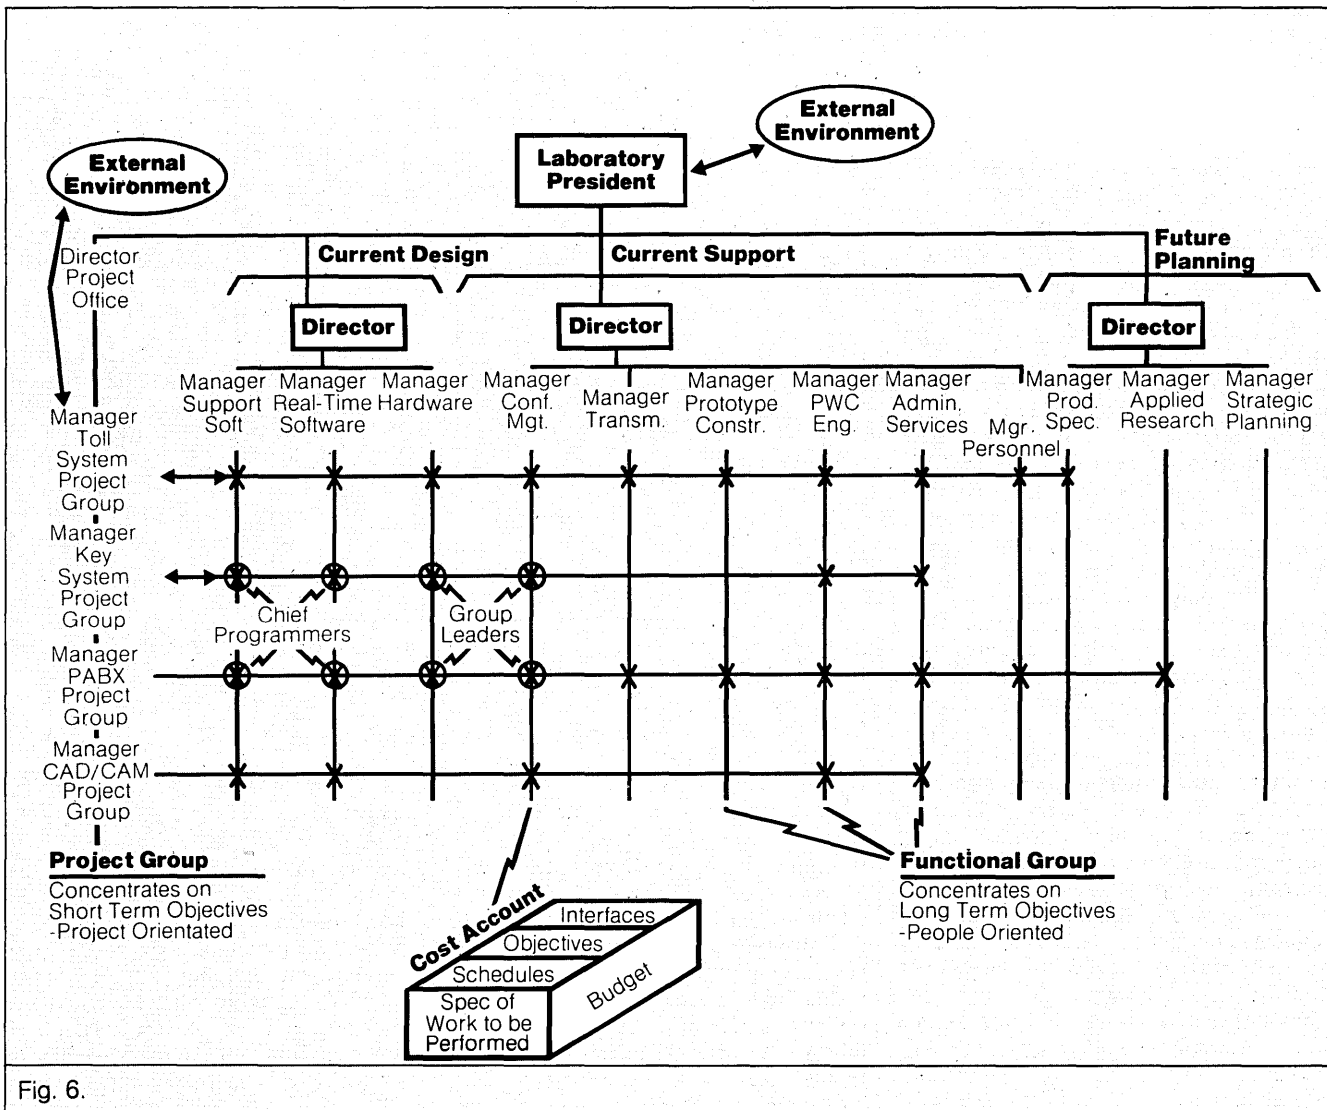 External
Environment
Laboratory
President
External
Environment
Director
Project
Office
Current Design
Current Support
Future
Planning
Director
Director
Director
Manager
Support
Soft
Manager
Real-Time
Software
Manager
Hardware
Manager
Conf.
Mgt.
Manager
Transm.
Manager
Prototype
Constr.
Manager
PWC
Eng.
Manager
Admin.
Services
Mgr.
Personnel
Manager
Prod.
Spec.
Manager
Applied
Research
Manager
Strategic
Planning
Manager
Toll
System
Project
Group
Manager
Key
System
Project
Group
Chief
Programmers
Group
Leaders
Manager
PABX
Project
Group
Manager
CAD/CAM
Project
Group
Project Group
Concentrates on
Short Term Objectives
-Project Orientated
Functional Group
Concentrates on
Long Term Objectives
-People Oriented
Cost Account
Interfaces
Objectives
Schedules
Spec of
Work to be
Performed
Budget
Fig. 6.